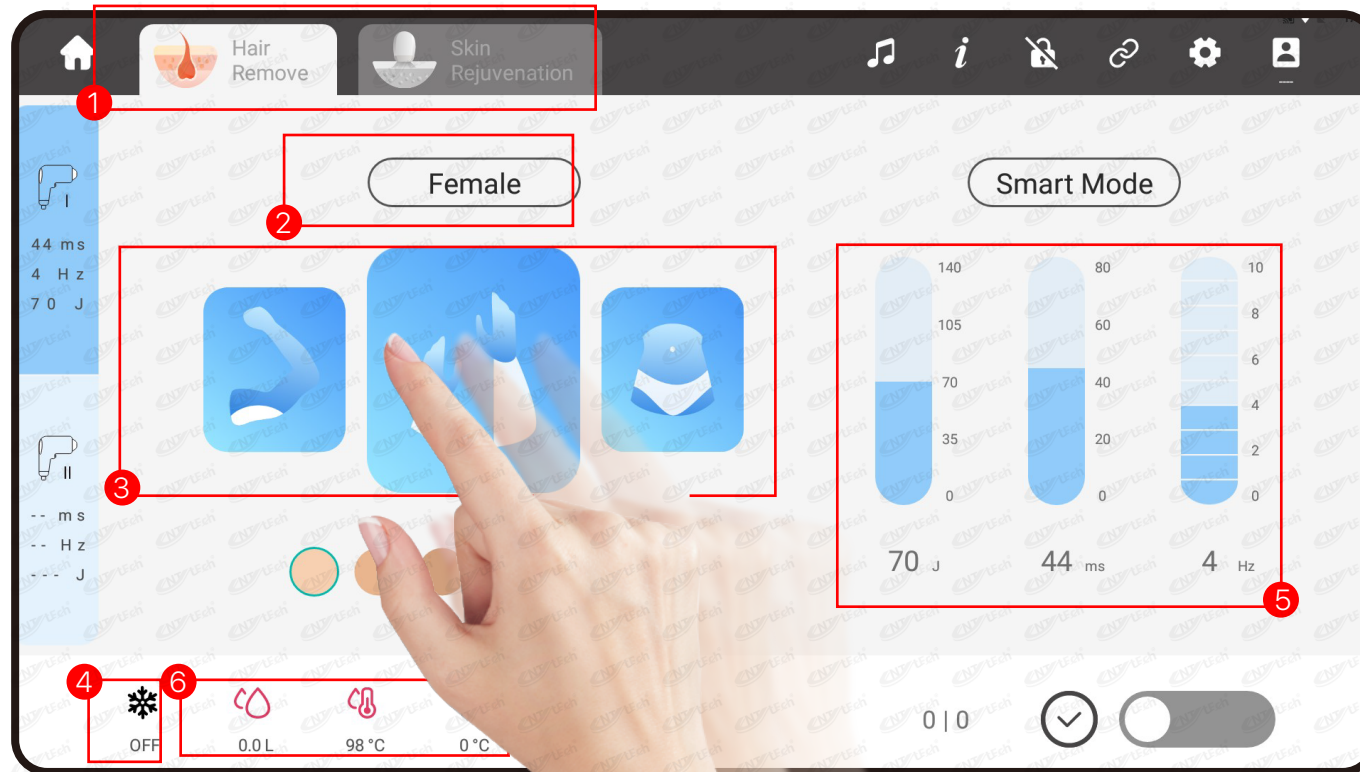 1
Hair
Remove
Skin
Rejuvenation
2
Female
Smart Mode
I
44 ms
4 Hz
70 J
II
-- ms
-- Hz
--- J
3
140
105
70
35
0
80
60
40
20
0
10
8
6
4
2
0
70 J
44 ms
4 Hz
5
4
6
OFF
0.0 L
98 °C
0 °C
0 | 0